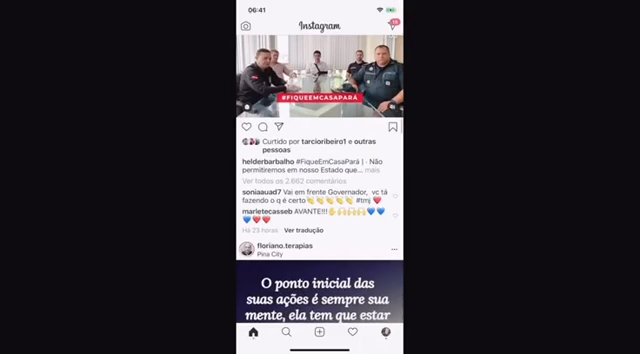 06:41
Instagram
#FIQUEEMCASAPARÁ
Curtido por tarcioribeiro1 e outras
pessoas
helderbarbalho #FiqueEmCasaPará | · Não
permitiremos em nosso Estado que... mais
Ver todos os 2.662 comentários
soniauad7 Vai em frente Governador, vc tá
fazendo o q é certo👏👏👏👏👏 #tmj ❤️
marietecasseb AVANTE!!!✋🙌🙌🙌💙💙
💙❤️❤️
Há 23 horas Ver tradução
floriano.terapias
Pina City
O ponto inicial das
suas ações é sempre sua
mente, ela tem que estar